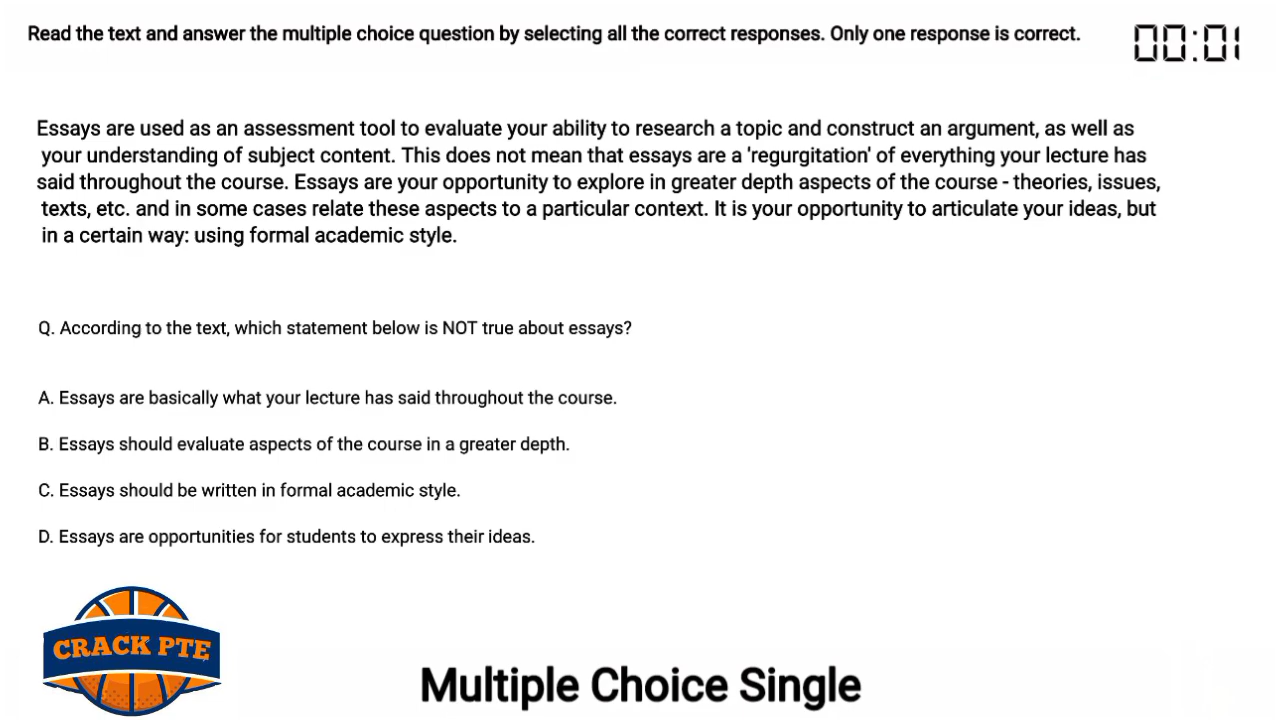 Read the text and answer the multiple choice question by selecting all the correct responses. Only one response is correct.
00:01
Essays are used as an assessment tool to evaluate your ability to research a topic and construct an argument, as well as
your understanding of subject content. This does not mean that essays are a 'regurgitation' of everything your lecture has
said throughout the course. Essays are your opportunity to explore in greater depth aspects of the course - theories, issues,
texts, etc. and in some cases relate these aspects to a particular context. It is your opportunity to articulate your ideas, but
in a certain way: using formal academic style.
Q. According to the text, which statement below is NOT true about essays?
A. Essays are basically what your lecture has said throughout the course.
B. Essays should evaluate aspects of the course in a greater depth.
C. Essays should be written in formal academic style.
D. Essays are opportunities for students to express their ideas.
CRACK PTE
Multiple Choice Single